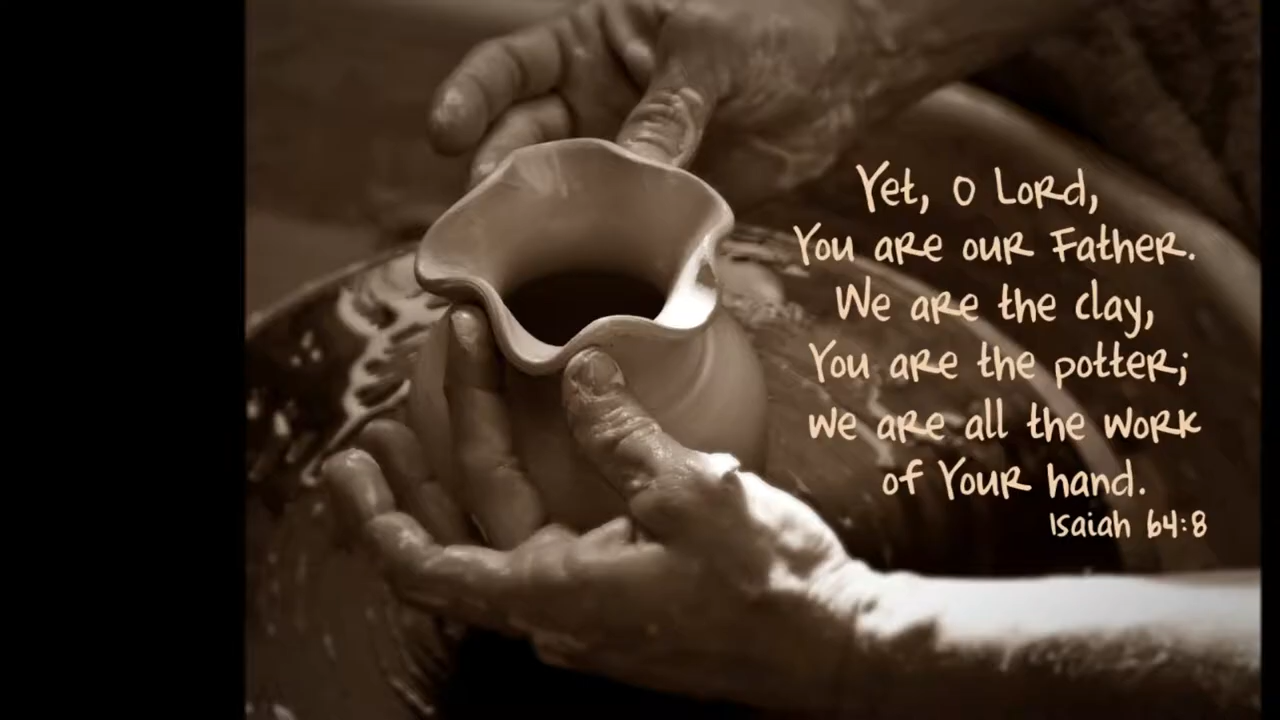 Yet, O Lord,
You are our Father.
We are the clay,
You are the potter;
we are all the work
of Your hand.
Isaiah 64:8